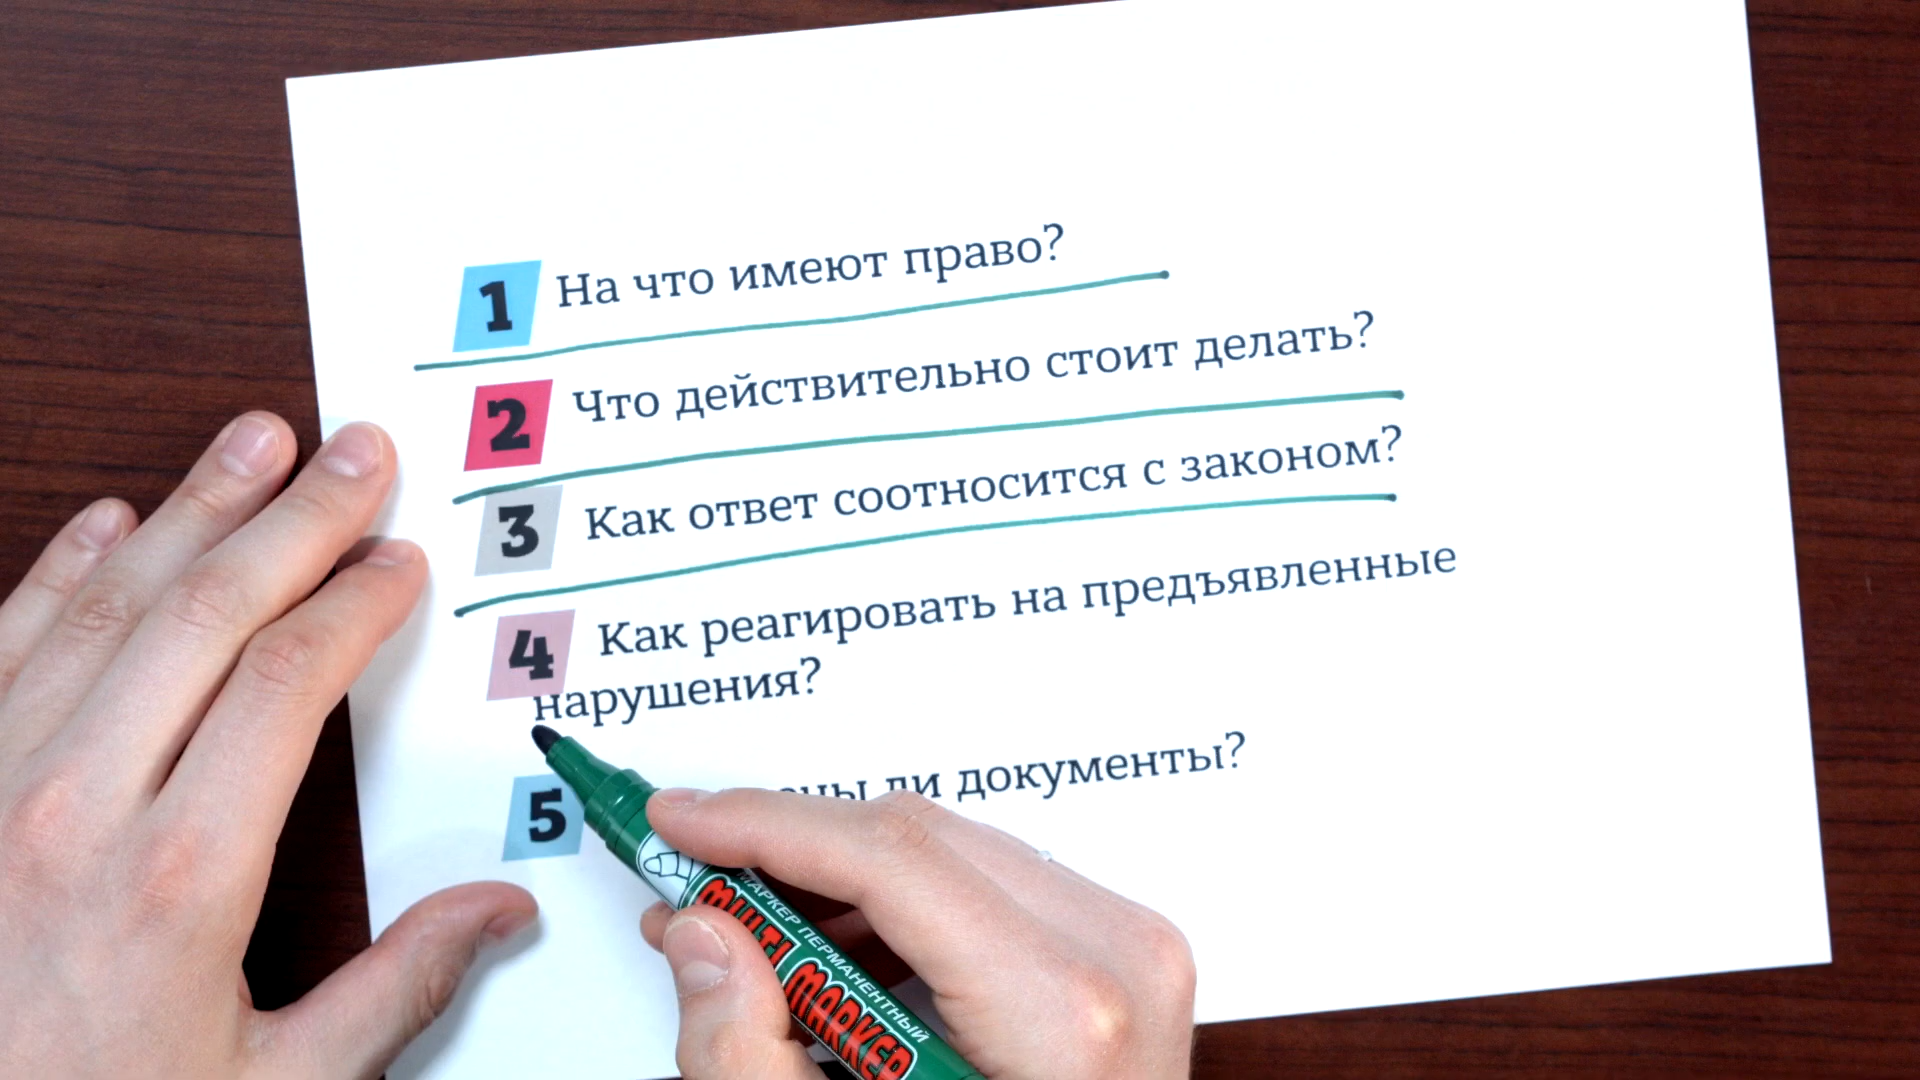 1 На что имеют право?
2 Что действительно стоит делать?
3 Как ответ соотносится с законом?
4 Как реагировать на предъявленные
нарушения?
5 ли документы?
МАРКЕР ПЕРМАНЕНТНЫЙ
MULTI MARKER